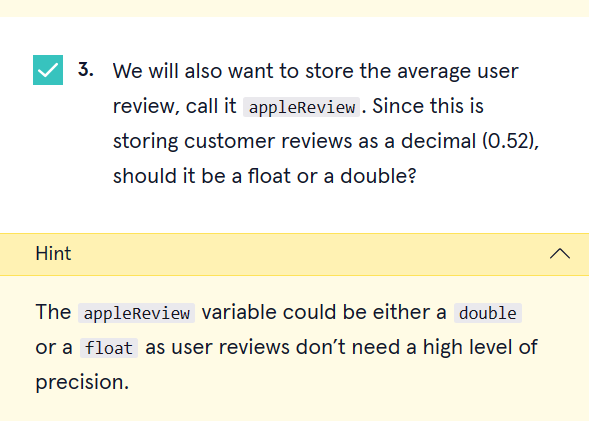 3. We will also want to store the average user
review, call it appleReview. Since this is
storing customer reviews as a decimal (0.52),
should it be a float or a double?
Hint
The appleReview variable could be either a double
or a float as user reviews don’t need a high level of
precision.